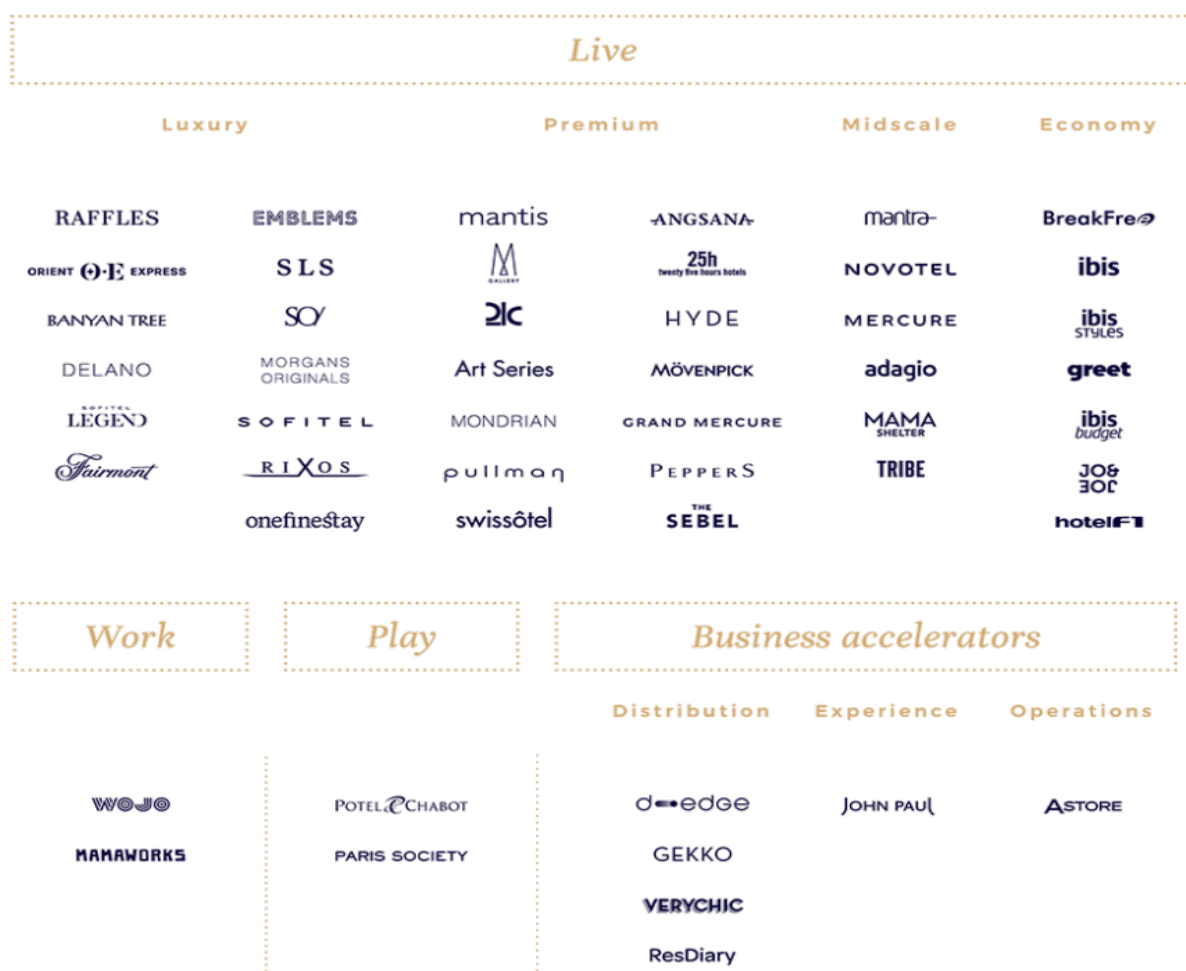 Live
Luxury Premium Midscale Economy
RAFFLES EMBLEMS mantis ANGSANA mantra BreakFree
ORIENT O·E EXPRESS SLS M GALLERY 25h twenty five hours hotels NOVOTEL ibis
BANYAN TREE SO/ 21c HYDE MERCURE ibis STYLES
DELANO MORGANS ORIGINALS Art Series MÖVENPICK adagio greet
SOFITEL LEGEND SOFITEL MONDRIAN GRAND MERCURE MAMA SHELTER ibis budget
Fairmont RIXOS pullman PEPPERS TRIBE JO& JOE
onefinestay swissôtel THE SEBEL hotelF1
Work Play Business accelerators
Distribution Experience Operations
WOJO POTEL & CHABOT d-edge JOHN PAUL ASTORE
MAMAWORKS PARIS SOCIETY GEKKO
VERYCHIC
ResDiary